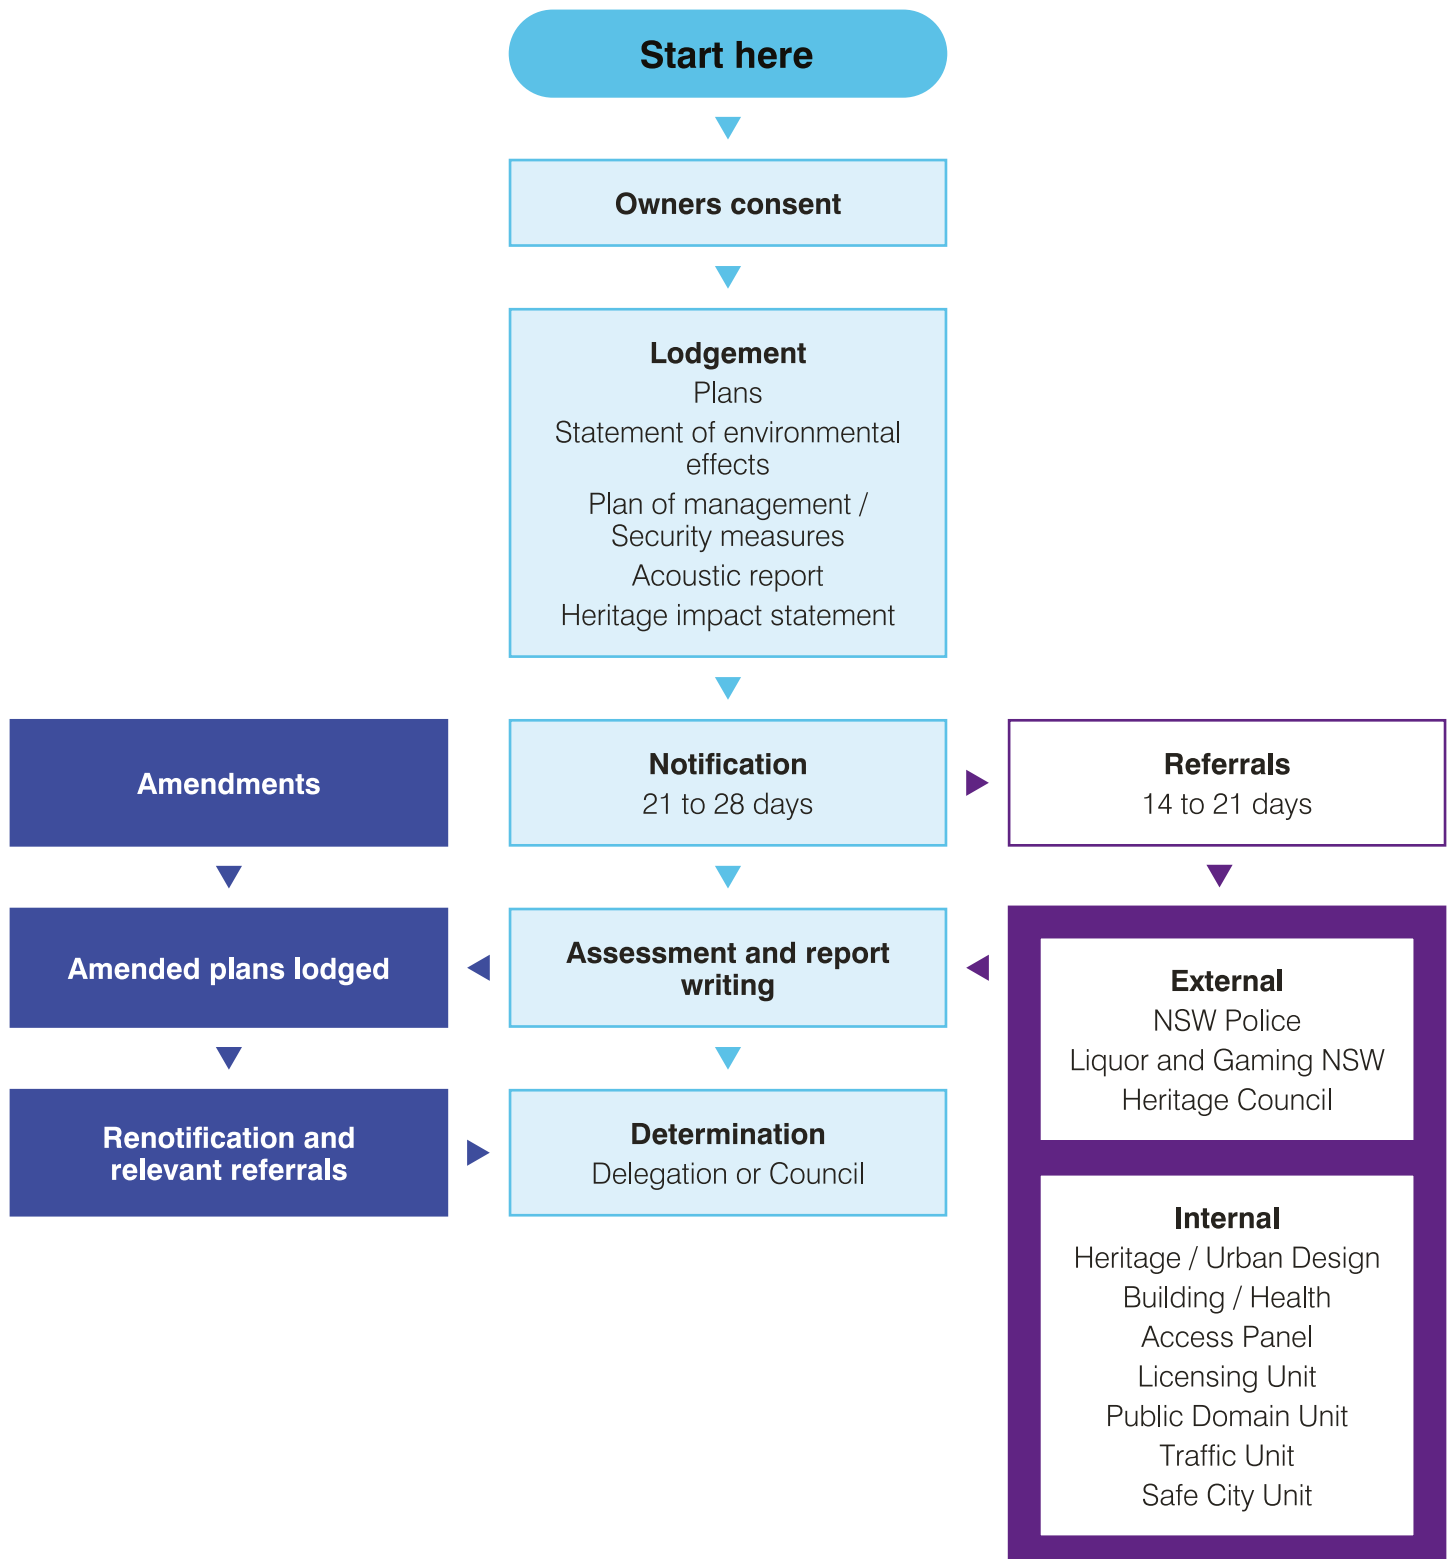 Start here
Owners consent
Lodgement
Plans
Statement of environmental
effects
Plan of management /
Security measures
Acoustic report
Heritage impact statement
Amendments
Notification
21 to 28 days
Referrals
14 to 21 days
Amended plans lodged
Assessment and report
writing
External
NSW Police
Liquor and Gaming NSW
Heritage Council
Renotification and
relevant referrals
Determination
Delegation or Council
Internal
Heritage / Urban Design
Building / Health
Access Panel
Licensing Unit
Public Domain Unit
Traffic Unit
Safe City Unit